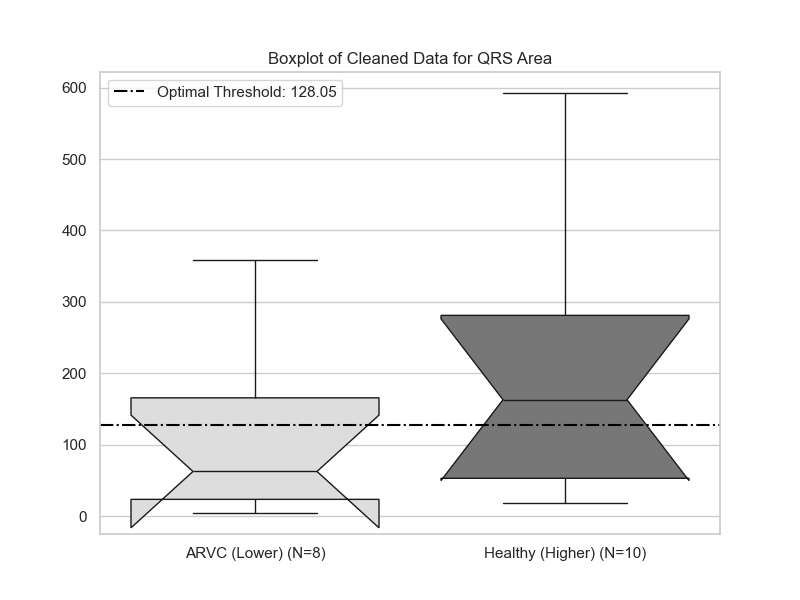 Boxplot of Cleaned Data for QRS Area
Optimal Threshold: 128.05
600
500
400
300
200
100
0
ARVC (Lower) (N=8)
Healthy (Higher) (N=10)